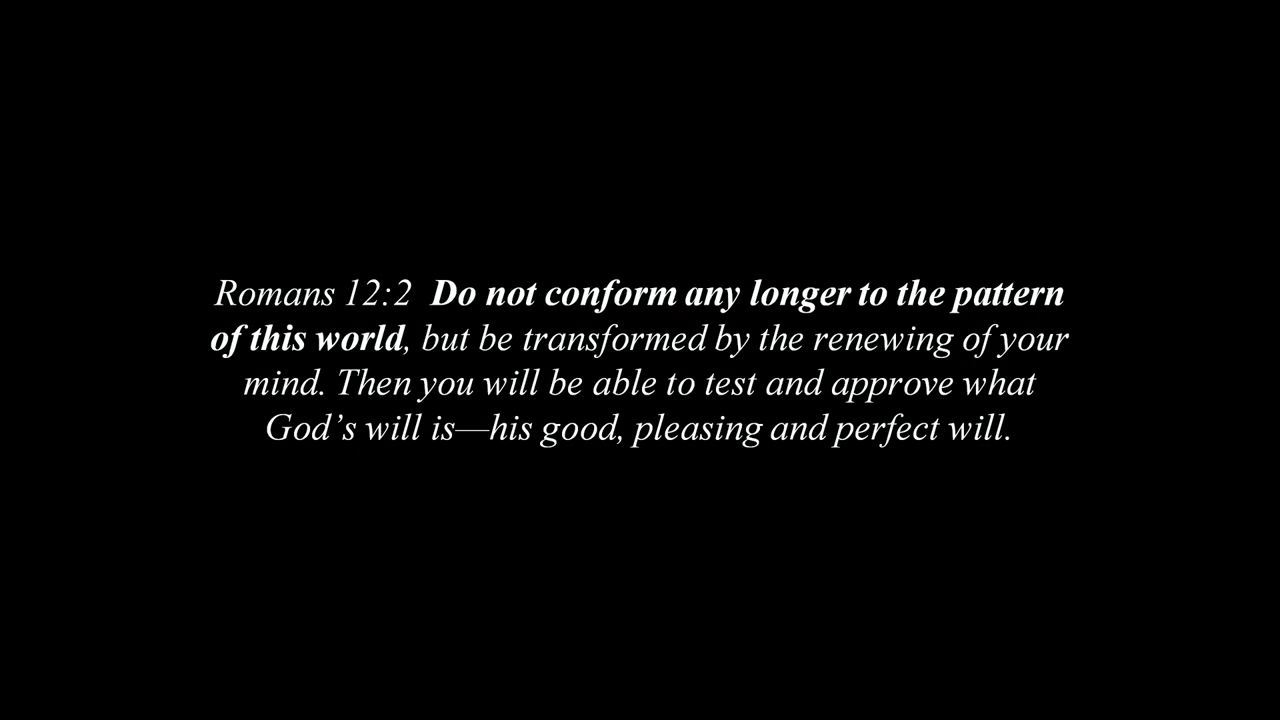 Romans 12:2  Do not conform any longer to the pattern
of this world, but be transformed by the renewing of your
mind. Then you will be able to test and approve what
God’s will is—his good, pleasing and perfect will.